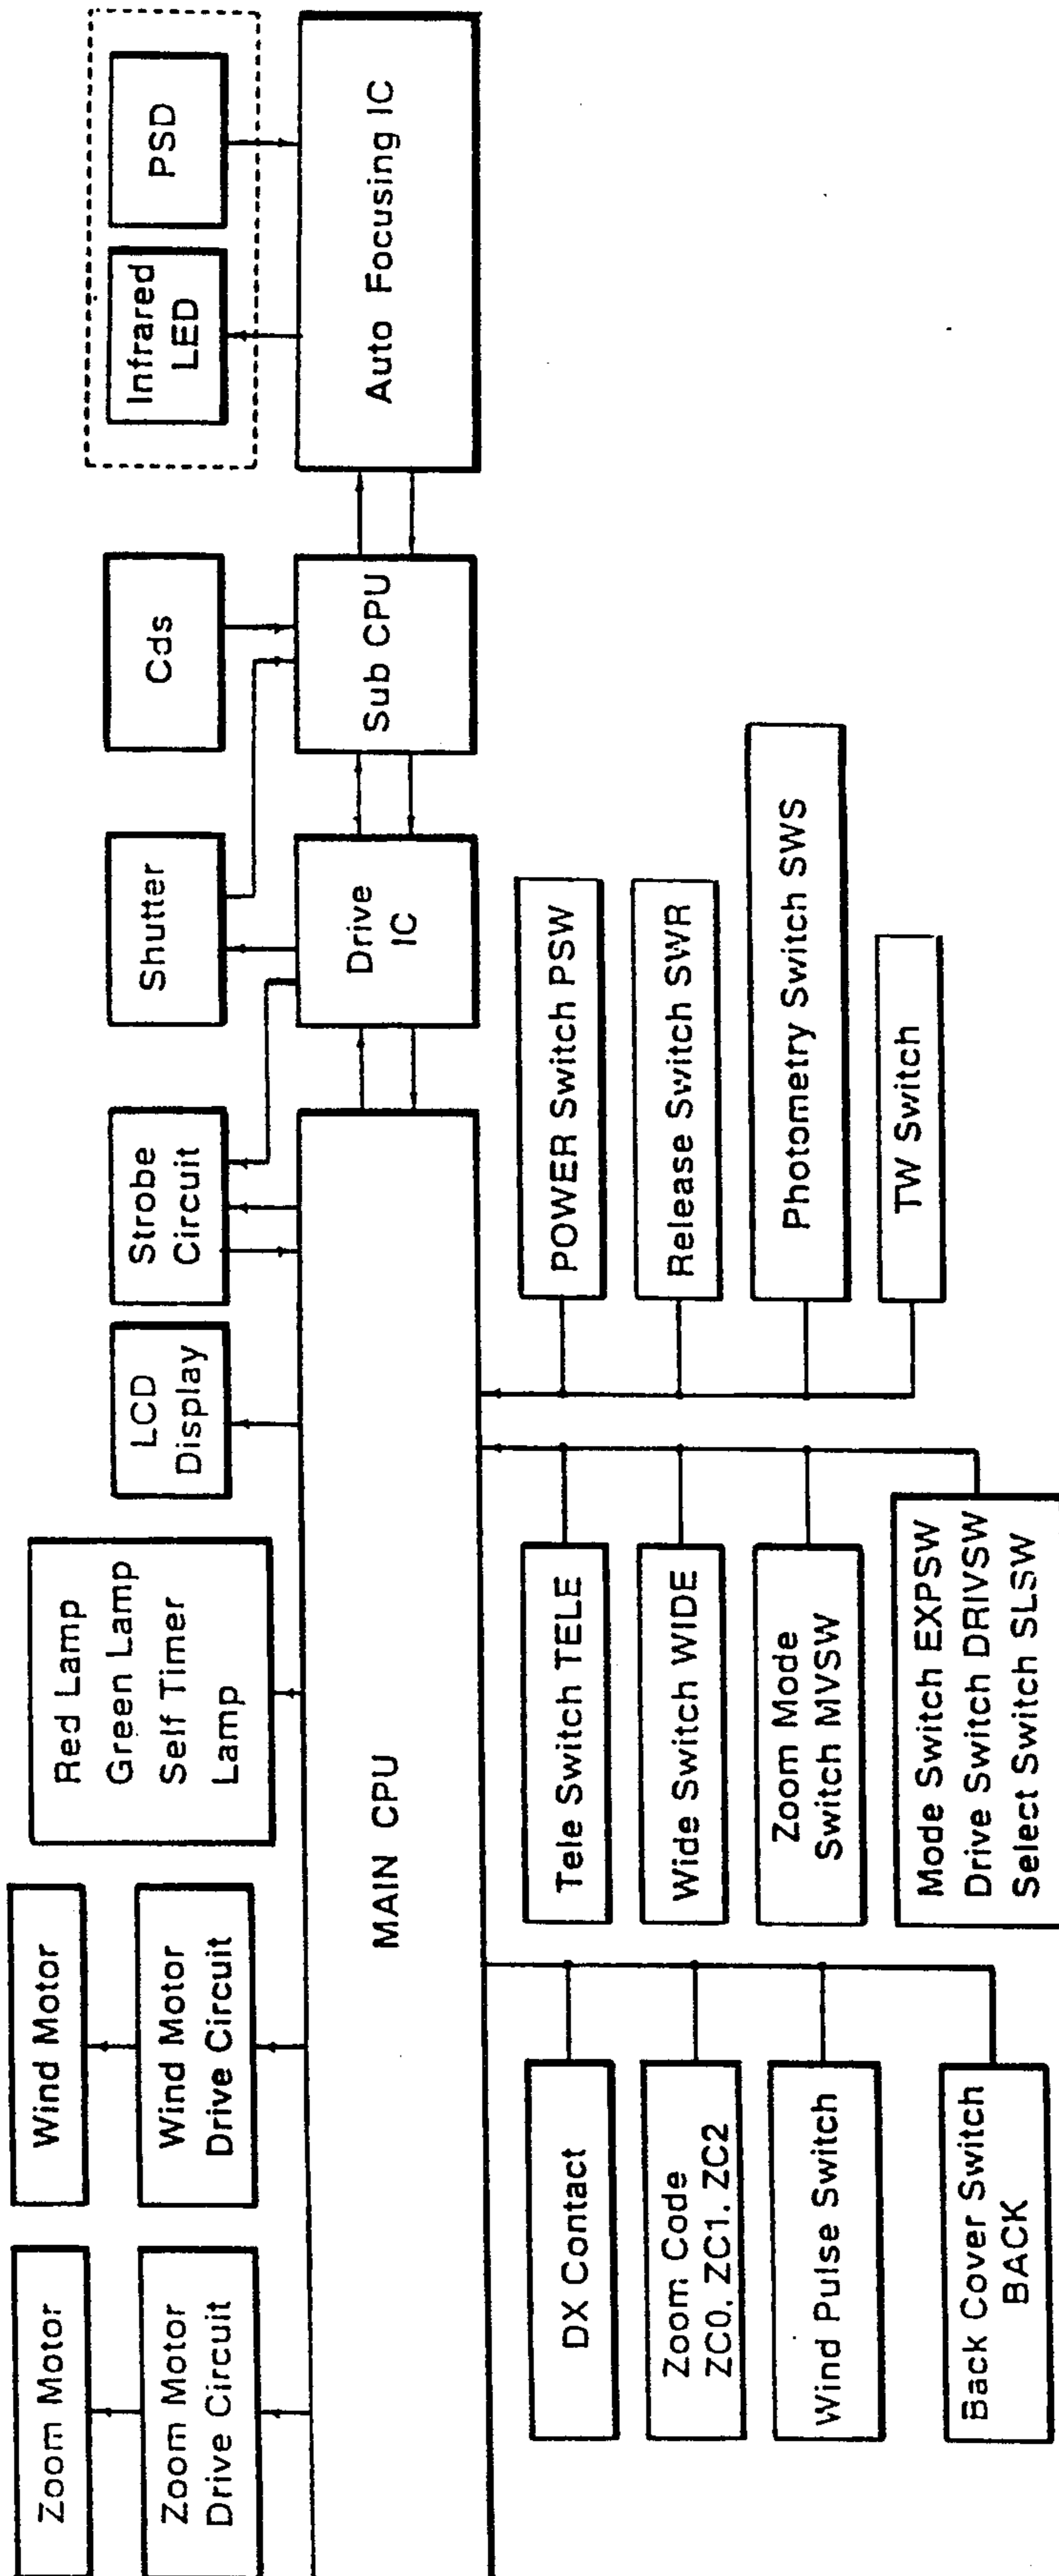 Zoom Motor
Zoom Motor
Drive Circuit
Wind Motor
Wind Motor
Drive Circuit
Red Lamp
Green Lamp
Self Timer
Lamp
LCD
Display
Strobe
Circuit
Shutter
Cds
Infrared
LED
PSD
MAIN CPU
Drive
IC
Sub CPU
Auto Focusing IC
DX Contact
Zoom Code
ZC0, ZC1, ZC2
Wind Pulse Switch
Back Cover Switch
BACK
Tele Switch TELE
Wide Switch WIDE
Zoom Mode
Switch MVSW
Mode Switch EXPSW
Drive Switch DRIVSW
Select Switch SLSW
POWER Switch PSW
Release Switch SWR
Photometry Switch SWS
TW Switch